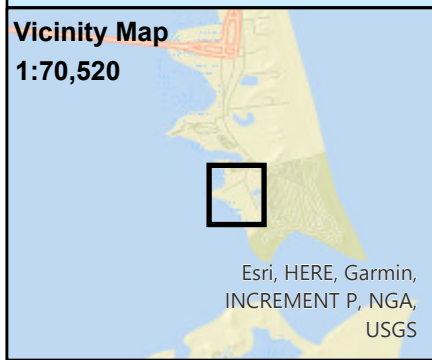 Vicinity Map
1:70,520
Esri, HERE, Garmin,
INCREMENT P, NGA,
USGS